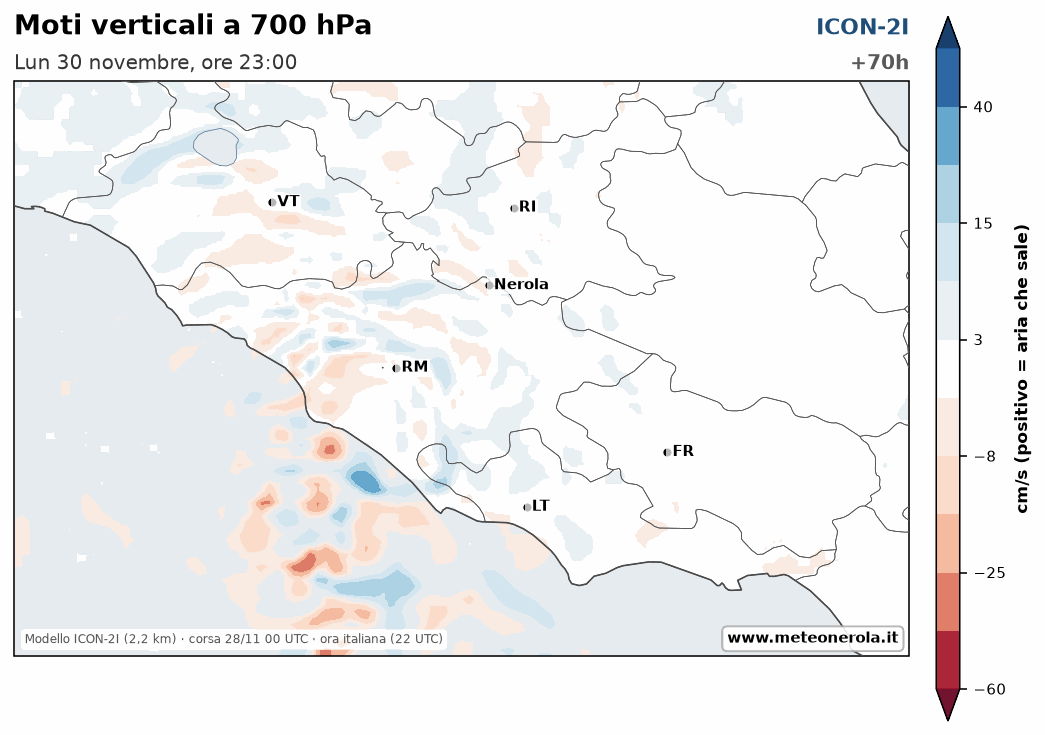 Moti verticali a 700 hPa
ICON-2I
Lun 30 novembre, ore 23:00
+70h
40
15
3
−8
−25
−60
cm/s (positivo = aria che sale)
VT
RI
Nerola
RM
FR
LT
Modello ICON-2I (2,2 km) · corsa 28/11 00 UTC · ora italiana (22 UTC)
www.meteonerola.it